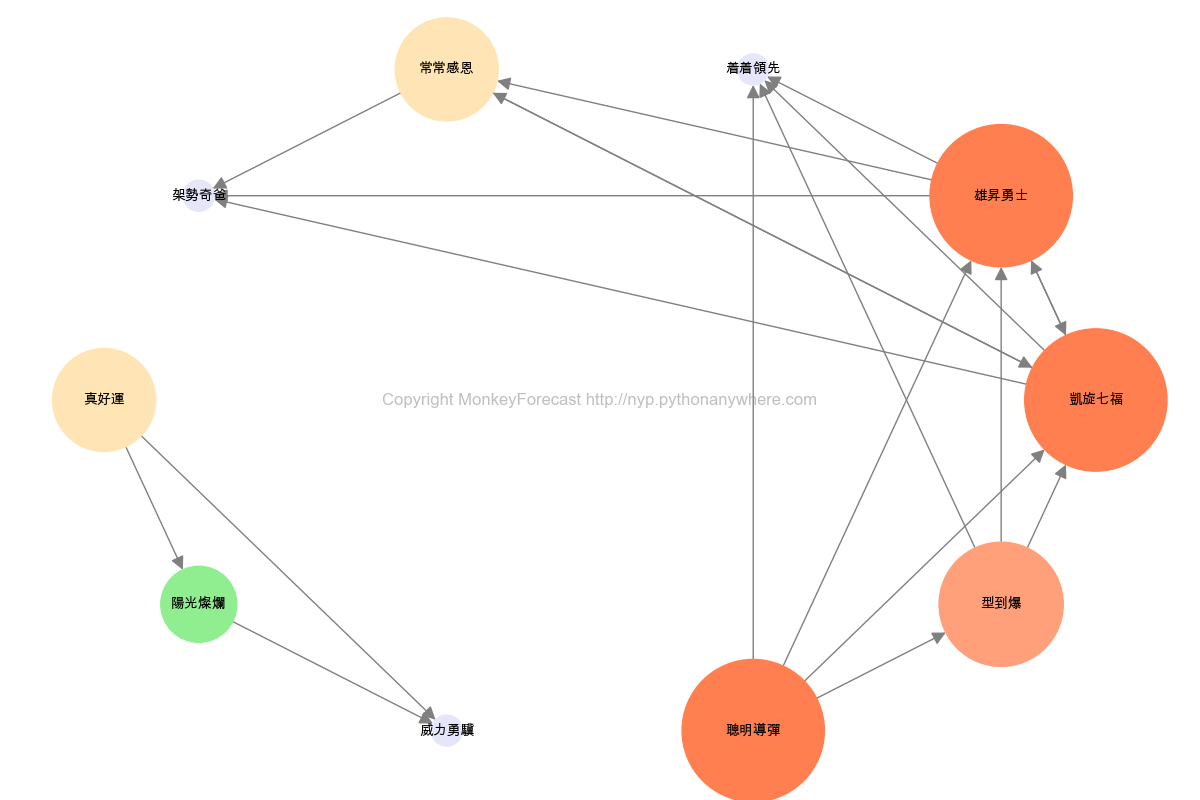 常常感恩
着着領先
架勢奇爸
雄昇勇士
真好運
Copyright MonkeyForecast http://nyp.pythonanywhere.com
凱旋七福
陽光燦爛
型到爆
威力勇驥
聰明導彈